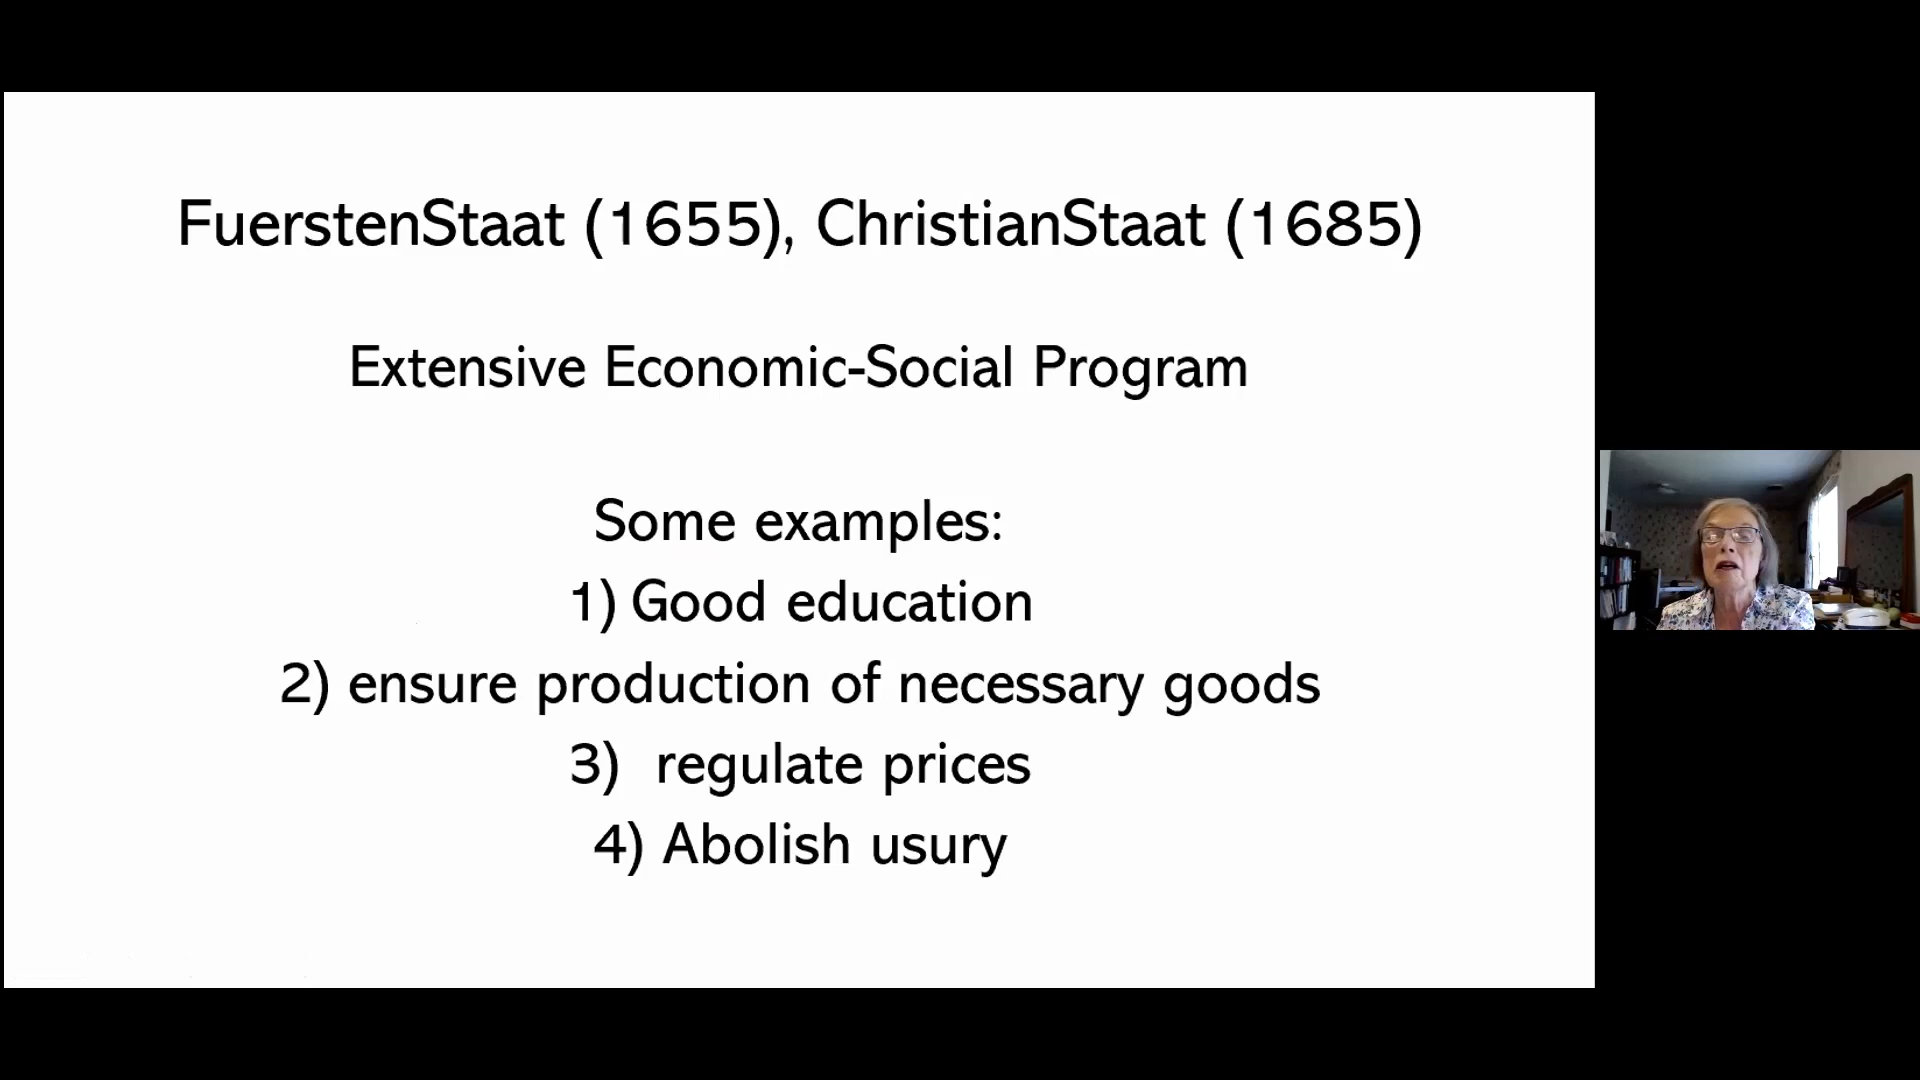 FuerstenStaat (1655), ChristianStaat (1685)
Extensive Economic-Social Program
Some examples:
1) Good education
2) ensure production of necessary goods
3) regulate prices
4) Abolish usury